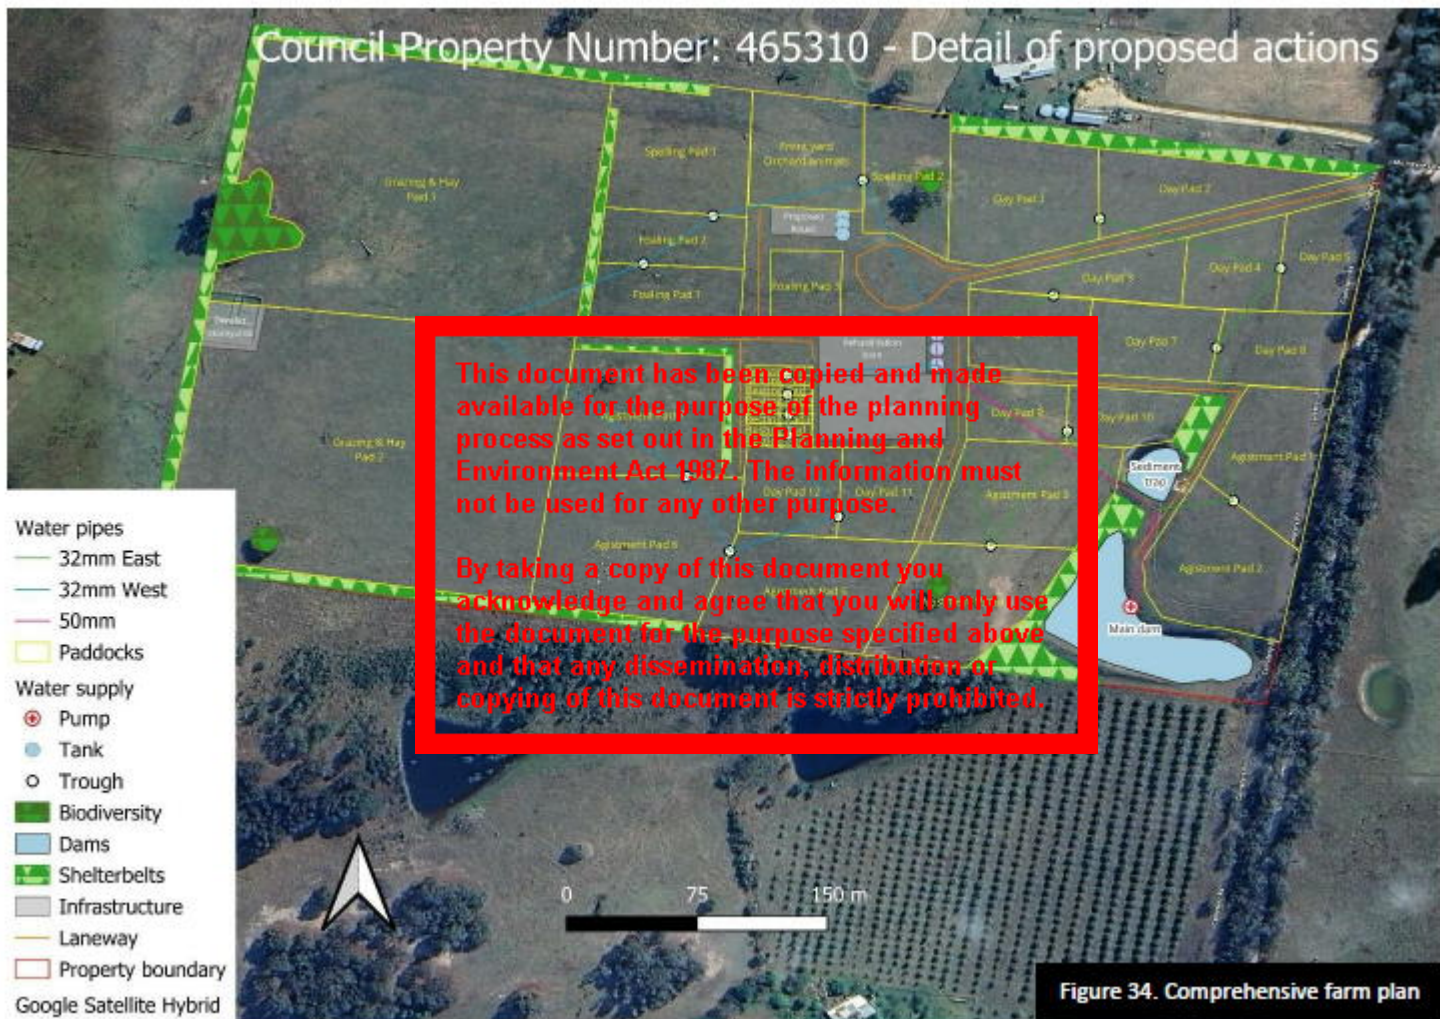 Council Property Number: 465310 - Detail of proposed actions
Spelling Pad 1
Front yard
Orchard/animals
Spelling Pad 2
Day Pad 1
Day Pad 2
Grazing & Hay
Pad 1
Proposed
House
Foaling Pad 2
Foaling Pad 1
Foaling Pad 3
Day Pad 3
Day Pad 4
Day Pad 5
Derelict
Day Pad 7
Day Pad 8
Rehabilitation
Grazing & Hay
Pad 2
Day Pad 9
Day Pad 10
Sediment
trap
Agistment Pad 1
Day Pad 12
Day Pad 11
Agistment Pad 3
Agistment Pad 6
Agistment Pad 2
Main dam
This document has been copied and made
available for the purpose of the planning
process as set out in the Planning and
Environment Act 1987. The information must
not be used for any other purpose.
By taking a copy of this document you
acknowledge and agree that you will only use
the document for the purpose specified above
and that any dissemination, distribution or
copying of this document is strictly prohibited.
Water pipes
32mm East
32mm West
50mm
Paddocks
Water supply
Pump
Tank
Trough
Biodiversity
Dams
Shelterbelts
Infrastructure
Laneway
Property boundary
Google Satellite Hybrid
0 75 150 m
Figure 34. Comprehensive farm plan